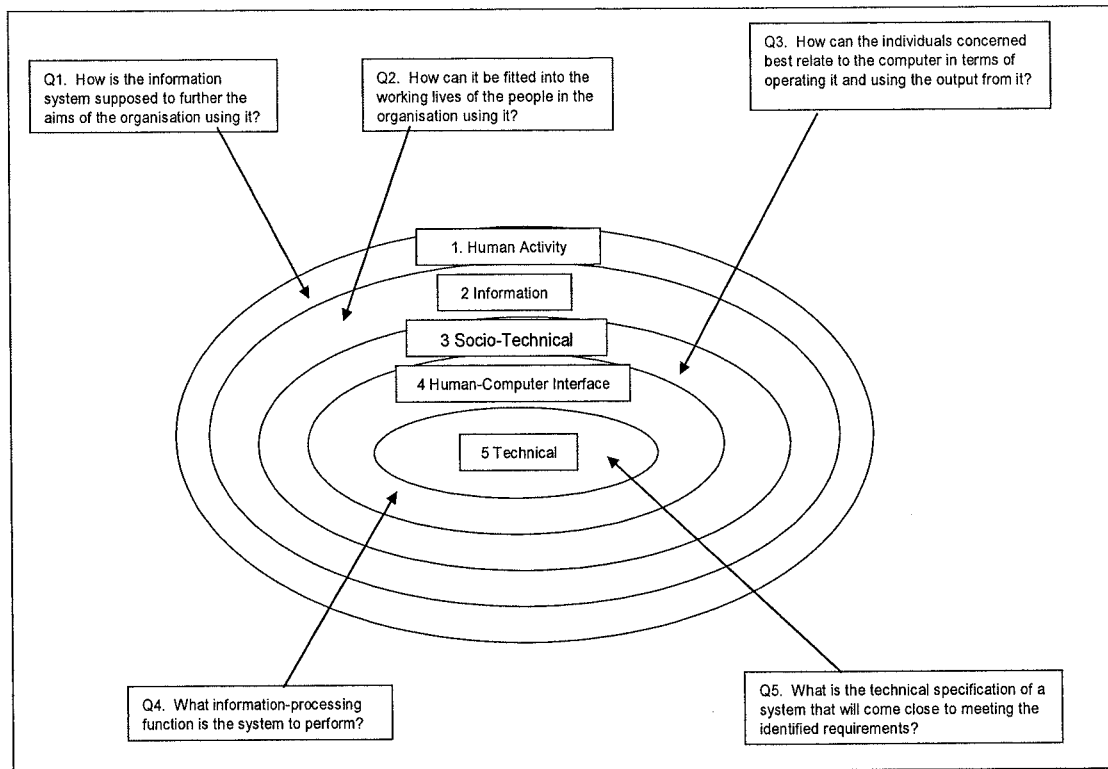 Q1. How is the information
system supposed to further the
aims of the organisation using it?
Q2. How can it be fitted into the
working lives of the people in the
organisation using it?
Q3. How can the individuals concerned
best relate to the computer in terms of
operating it and using the output from it?
1. Human Activity
2 Information
3 Socio-Technical
4 Human-Computer Interface
5 Technical
Q4. What information-processing
function is the system to perform?
Q5. What is the technical specification of a
system that will come close to meeting the
identified requirements?